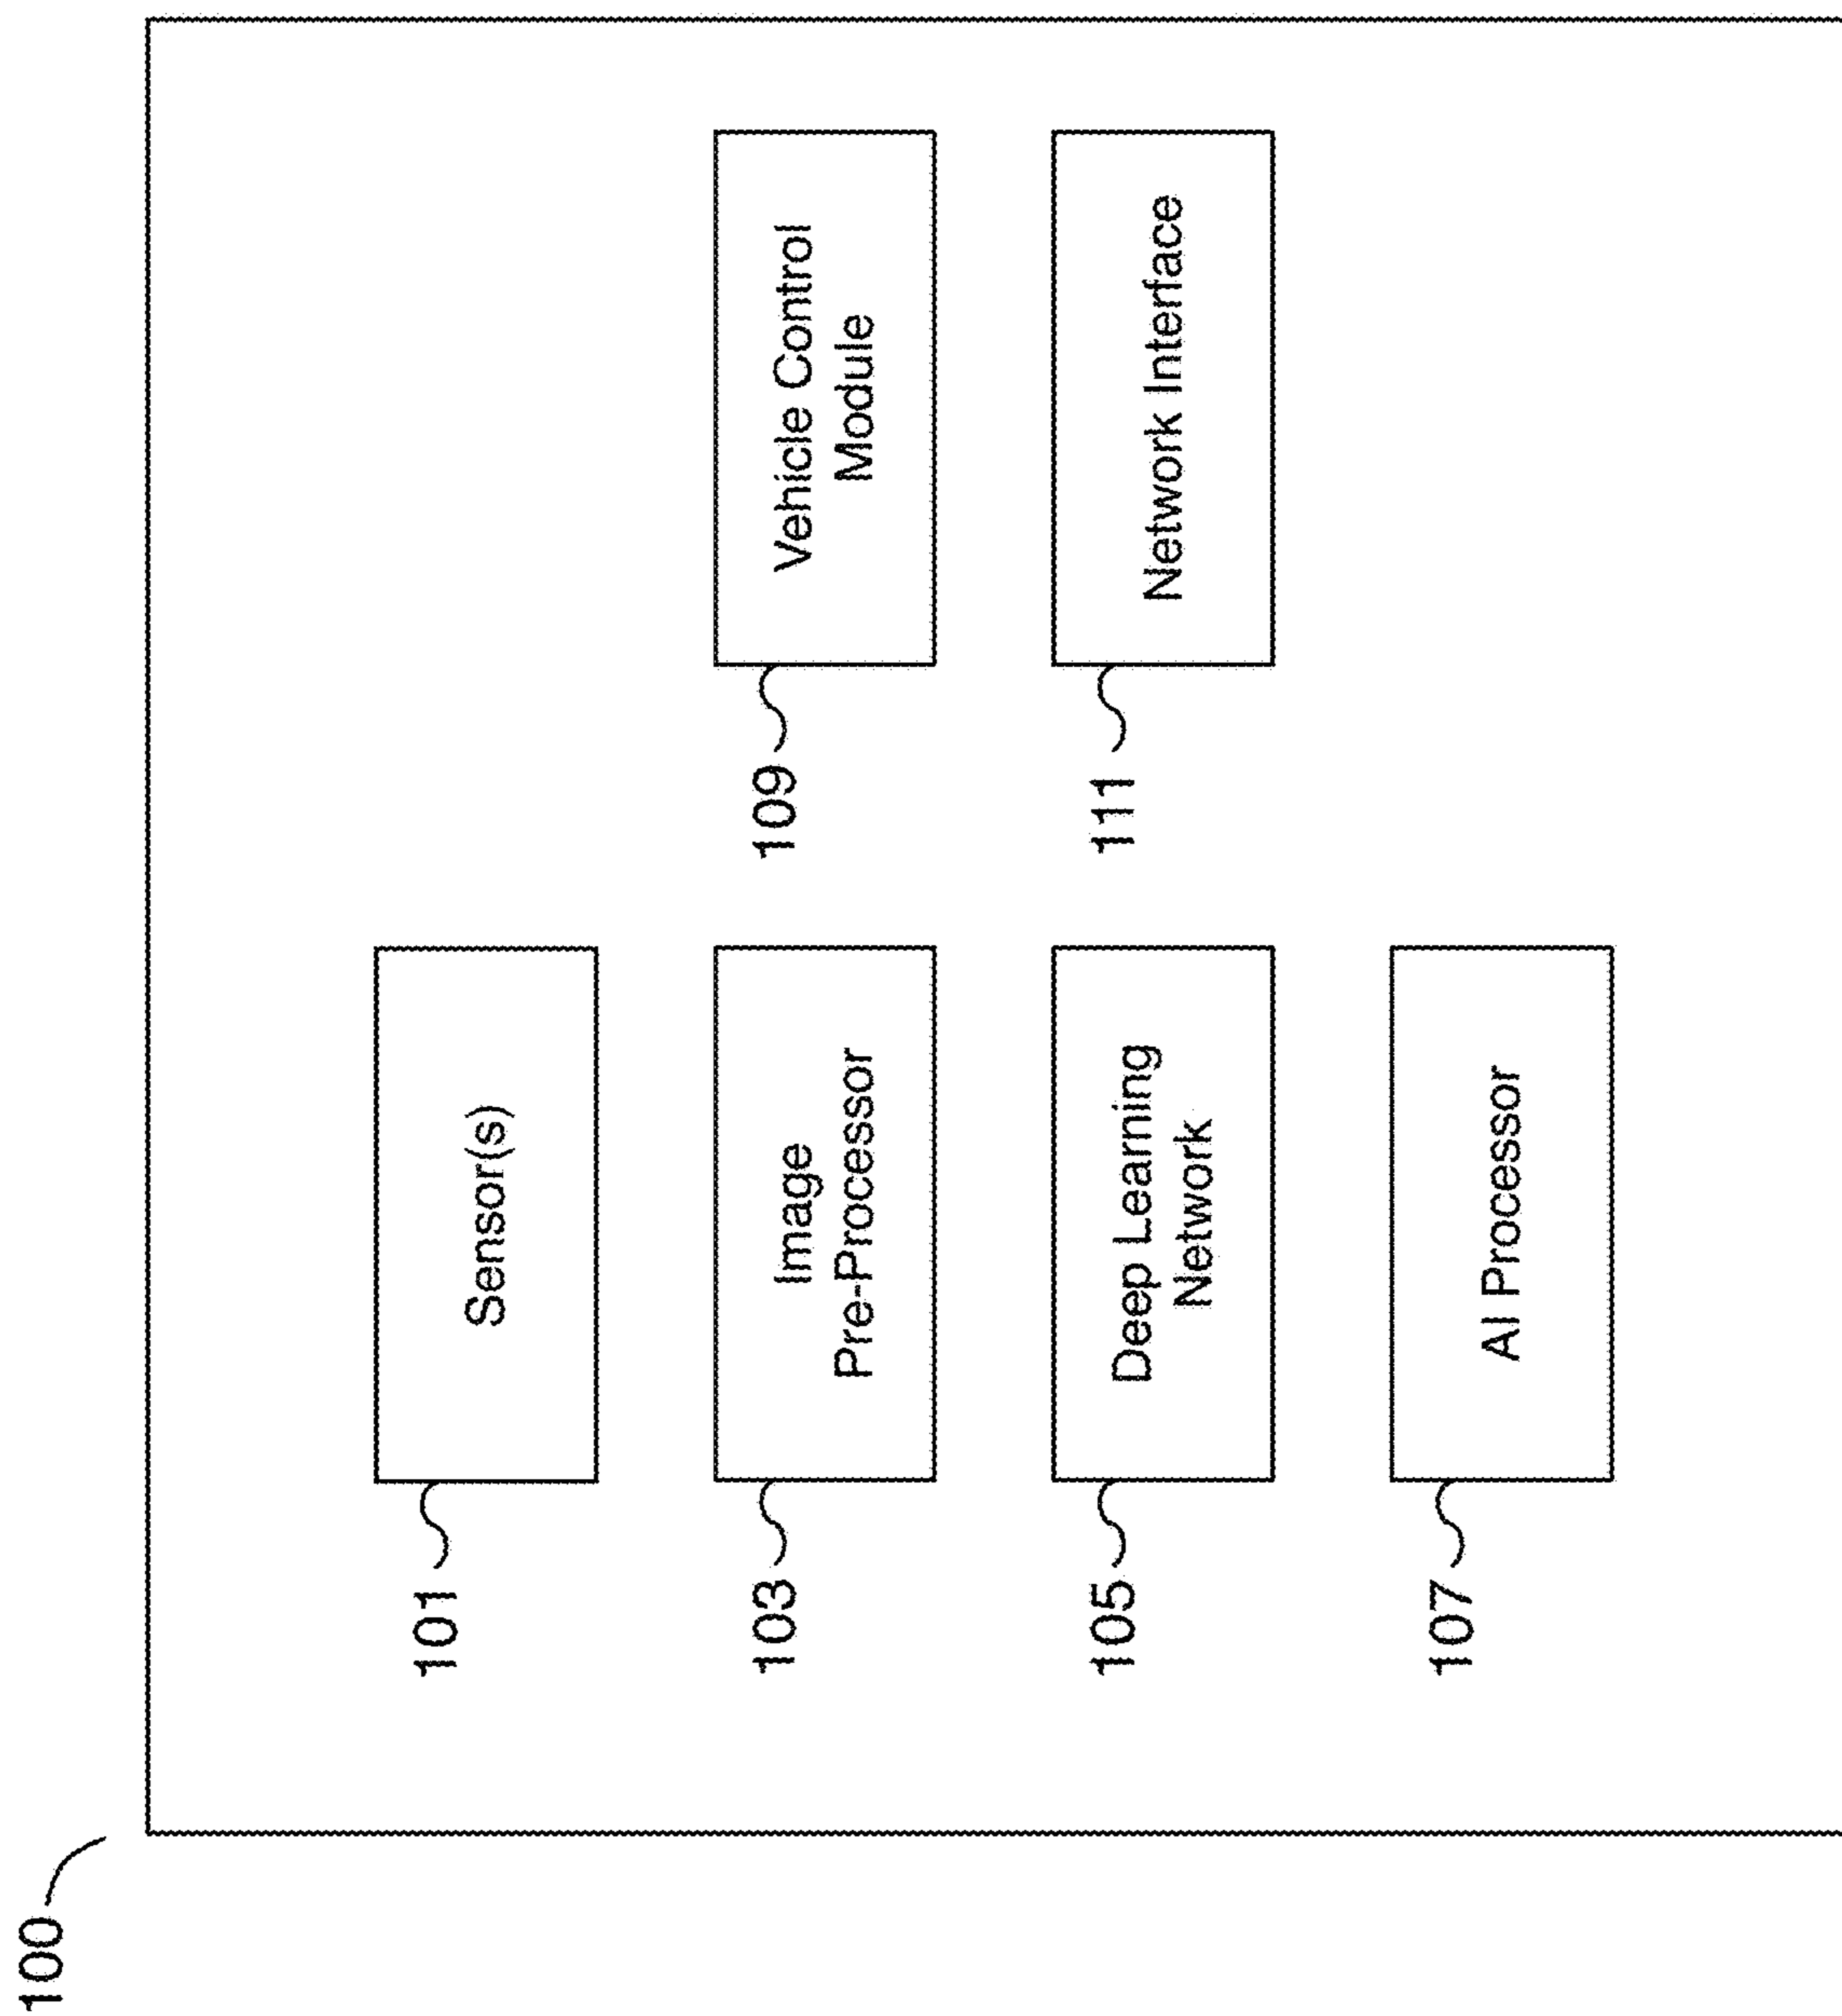 100
101
Sensor(s)
103
Image
Pre-Processor
109
Vehicle Control
Module
105
Deep Learning
Network
111
Network Interface
107
AI Processor